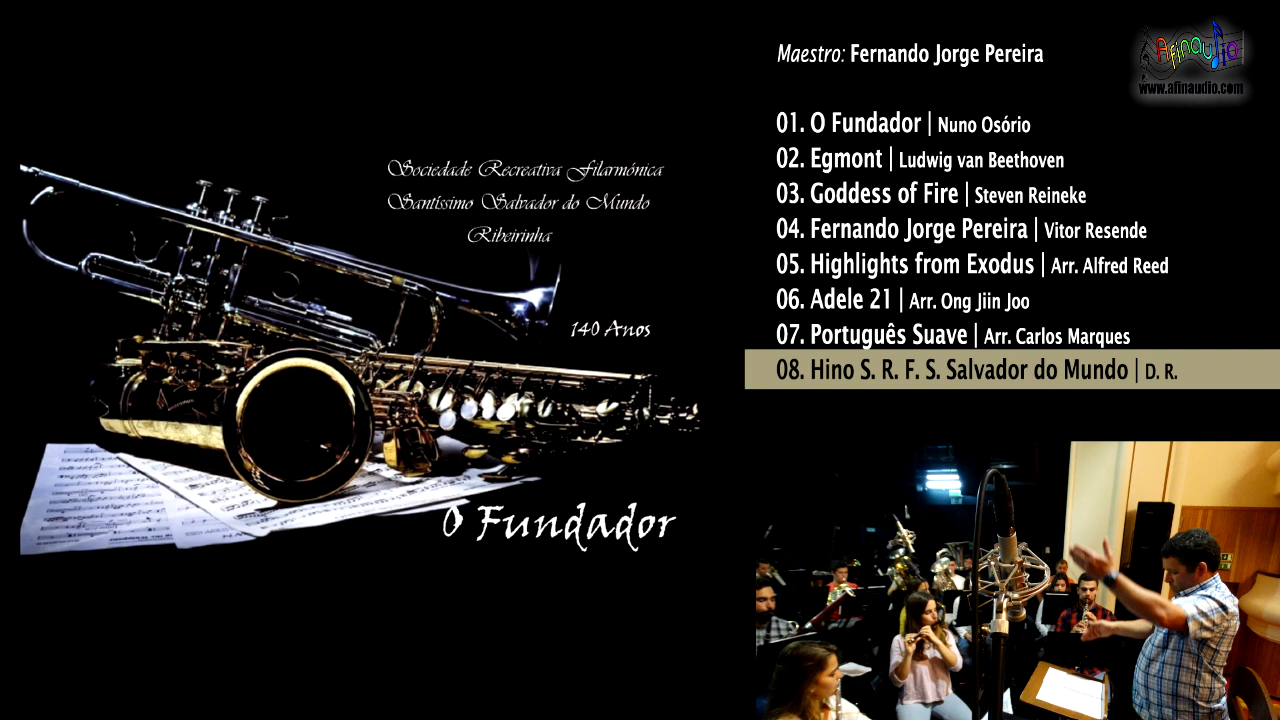 Sociedade Recreativa Filarmónica
Santíssimo Salvador do Mundo
Ribeirinha
140 Anos
O Fundador
Maestro: Fernando Jorge Pereira
Afinaudio
www.afinaudio.com
01. O Fundador | Nuno Osório
02. Egmont | Ludwig van Beethoven
03. Goddess of Fire | Steven Reineke
04. Fernando Jorge Pereira | Vitor Resende
05. Highlights from Exodus | Arr. Alfred Reed
06. Adele 21 | Arr. Ong Jiin Joo
07. Português Suave | Arr. Carlos Marques
08. Hino S. R. F. S. Salvador do Mundo | D. R.